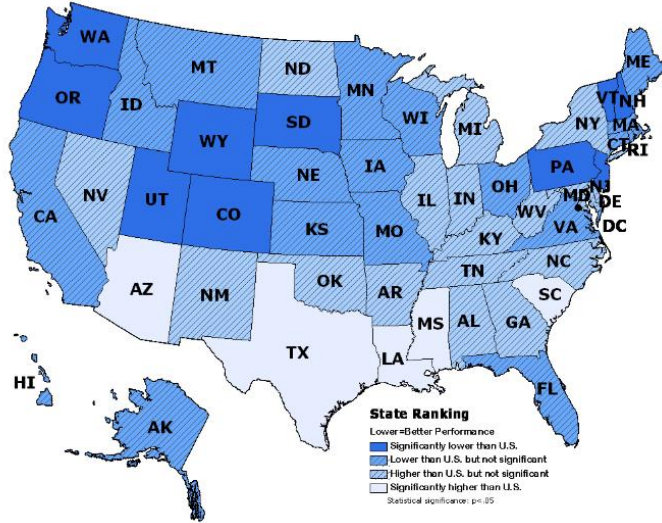 WA
ME
MT
ND
VT
NH
MN
OR
ID
MA
SD
WI
NY
WY
MI
CT
RI
IA
PA
NE
NJ
NV
OH
MD
DE
IL
IN
UT
CO
WV
CA
KS
MO
VA
DC
KY
NC
TN
OK
AZ
NM
AR
SC
MS
AL
GA
TX
LA
HI
FL
AK
State Ranking
Lower=Better Performance
Significantly lower than U.S.
Lower than U.S. but not significant
Higher than U.S. but not significant
Significantly higher than U.S.
Statistical significance: p<.05